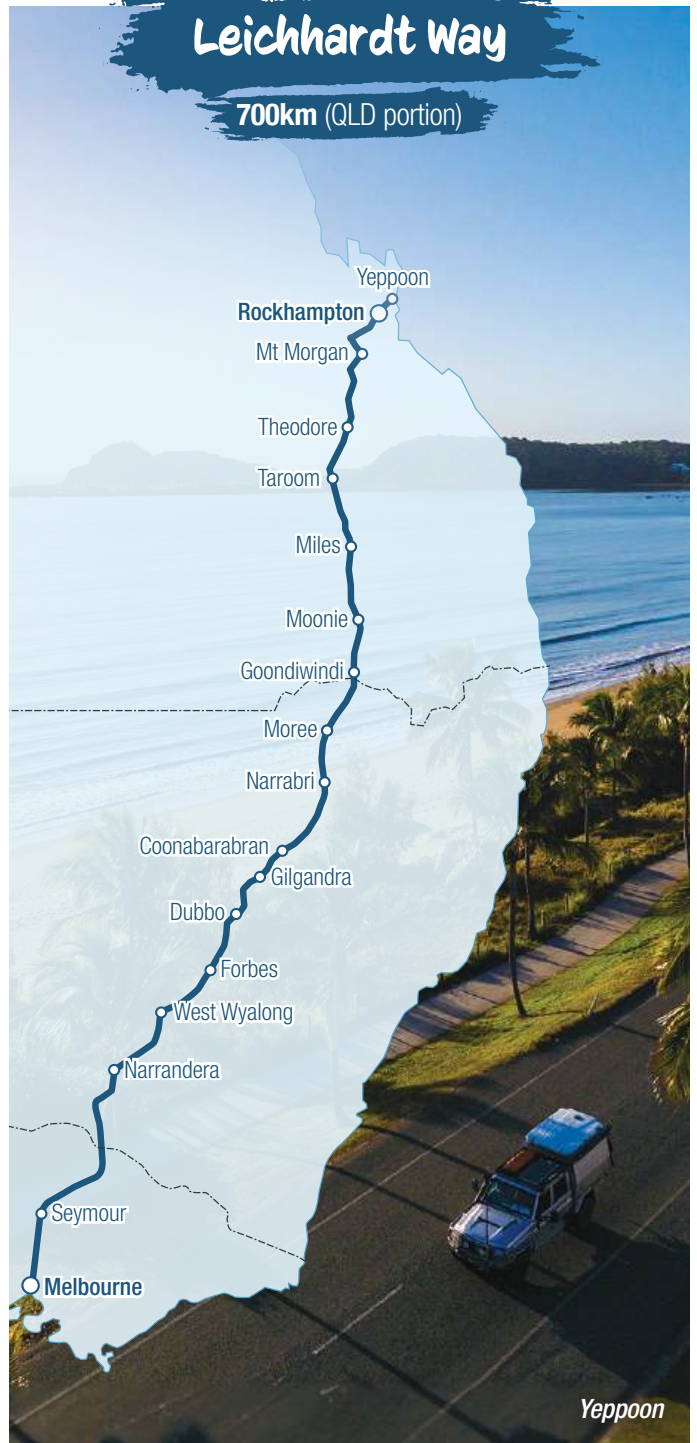 Leichhardt Way
700km (QLD portion)
Yeppoon
Rockhampton
Mt Morgan
Theodore
Taroom
Miles
Moonie
Goondiwindi
Moree
Narrabri
Coonabarabran
Gilgandra
Dubbo
Forbes
West Wyalong
Narrandera
Seymour
Melbourne
Yeppoon